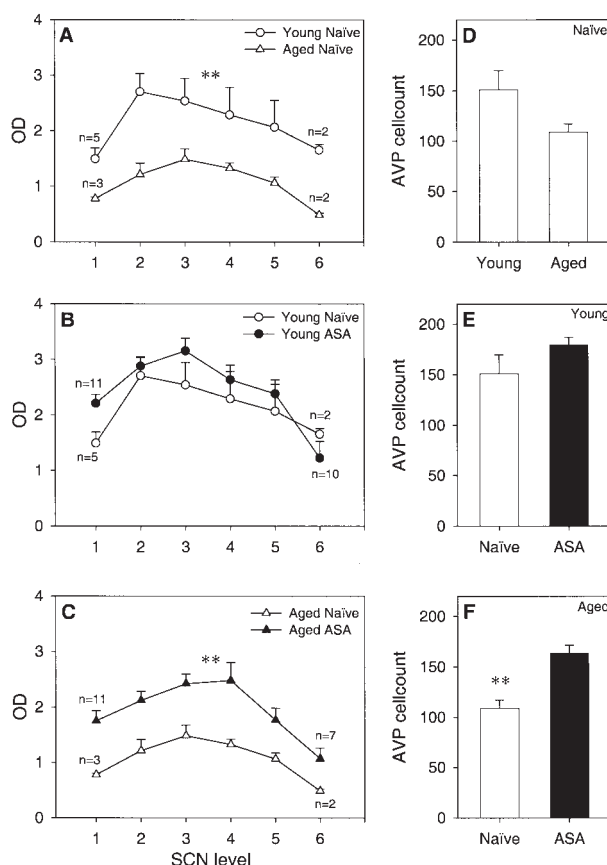 A
Young Naïve
Aged Naïve
OD
4
3
2
1
0
n=5
n=3
**
n=2
n=2
1 2 3 4 5 6
D
Naïve
AVP cellcount
200
150
100
50
0
Young Aged
B
Young Naïve
Young ASA
OD
4
3
2
1
0
n=11
n=5
n=2
n=10
1 2 3 4 5 6
E
Young
AVP cellcount
200
150
100
50
0
Naïve ASA
C
Aged Naïve
Aged ASA
OD
4
3
2
1
0
n=11
n=3
**
n=7
n=2
1 2 3 4 5 6
SCN level
F
Aged
AVP cellcount
200
150
100
50
0
**
Naïve ASA